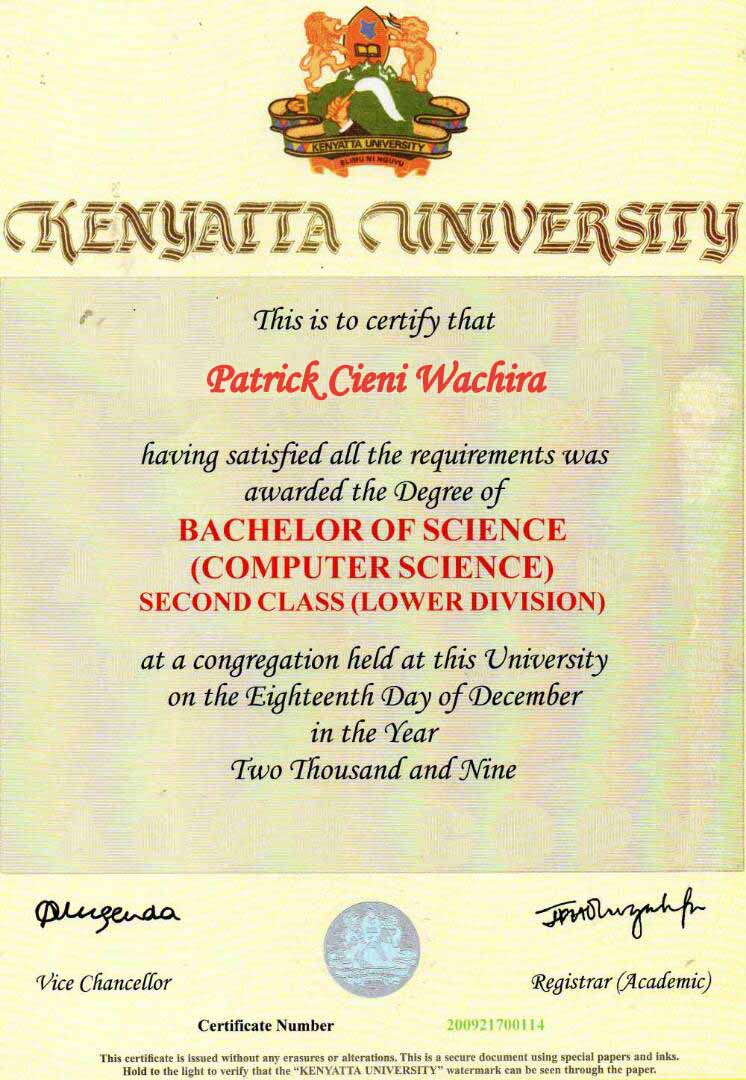 KENYATTA UNIVERSITY
ELIMU NI NGUVU
KENYATTA UNIVERSITY
This is to certify that
Patrick Cieni Wachira
having satisfied all the requirements was
awarded the Degree of
BACHELOR OF SCIENCE
(COMPUTER SCIENCE)
SECOND CLASS (LOWER DIVISION)
at a congregation held at this University
on the Eighteenth Day of December
in the Year
Two Thousand and Nine
Vice Chancellor
Registrar (Academic)
Certificate Number 200921700114
This certificate is issued without any erasures or alterations. This is a secure document using special papers and inks.
Hold to the light to verify that the “KENYATTA UNIVERSITY” watermark can be seen through the paper.